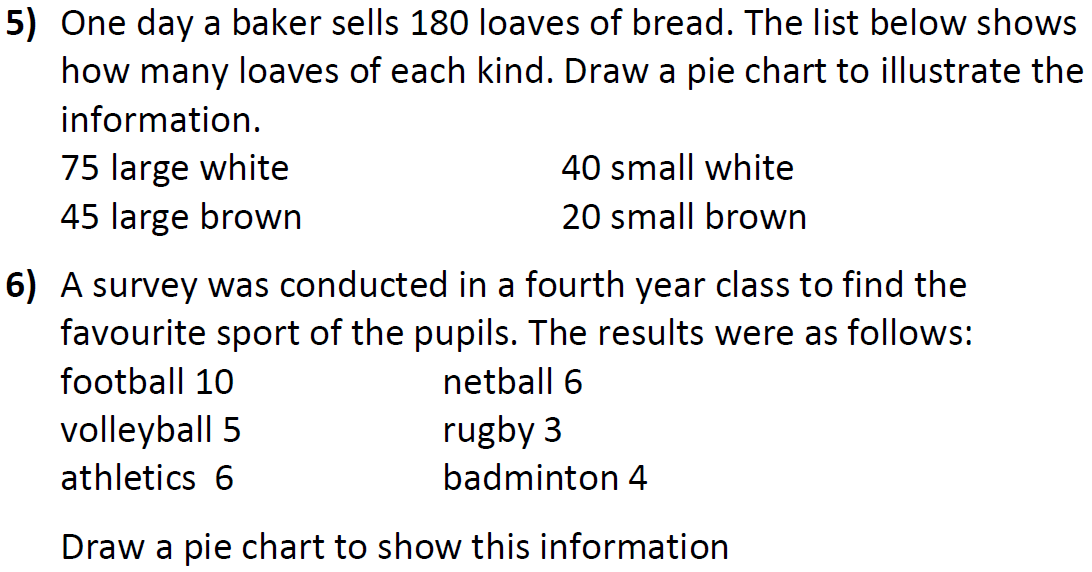 5) One day a baker sells 180 loaves of bread. The list below shows
how many loaves of each kind. Draw a pie chart to illustrate the
information.
75 large white 40 small white
45 large brown 20 small brown
6) A survey was conducted in a fourth year class to find the
favourite sport of the pupils. The results were as follows:
football 10 netball 6
volleyball 5 rugby 3
athletics 6 badminton 4
Draw a pie chart to show this information